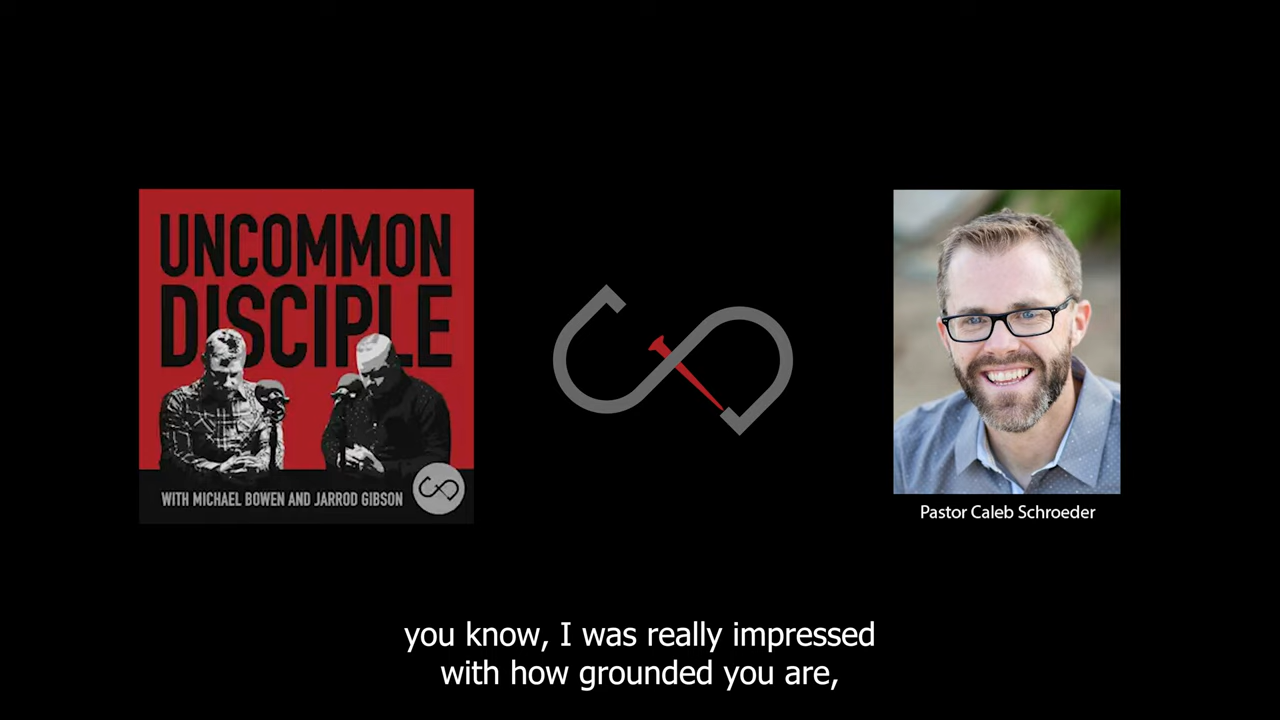 UNCOMMON
DISCIPLE
WITH MICHAEL BOWEN AND JARROD GIBSON
Pastor Caleb Schroeder
you know, I was really impressed
with how grounded you are,